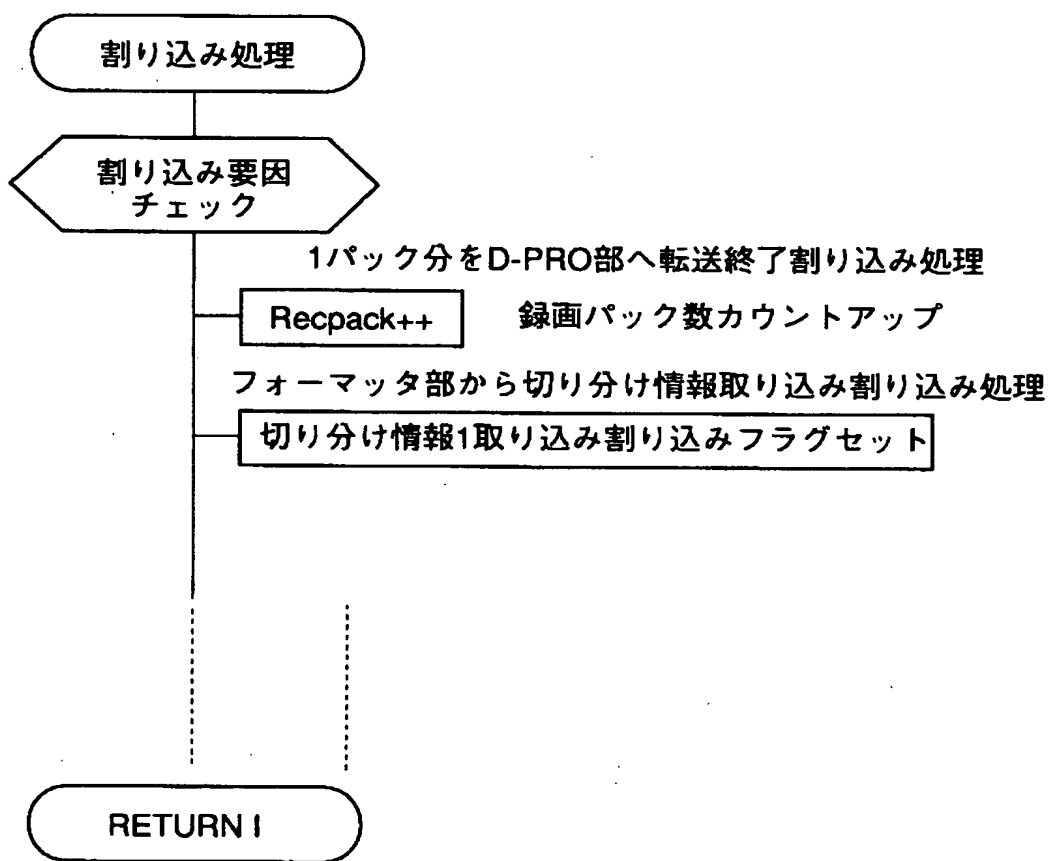 割り込み処理
割り込み要因
チェック
1パック分をD-PRO部へ転送終了割り込み処理
Recpack++ 録画パック数カウントアップ
フォーマッタ部から切り分け情報取り込み割り込み処理
切り分け情報1取り込み割り込みフラグセット
RETURN I